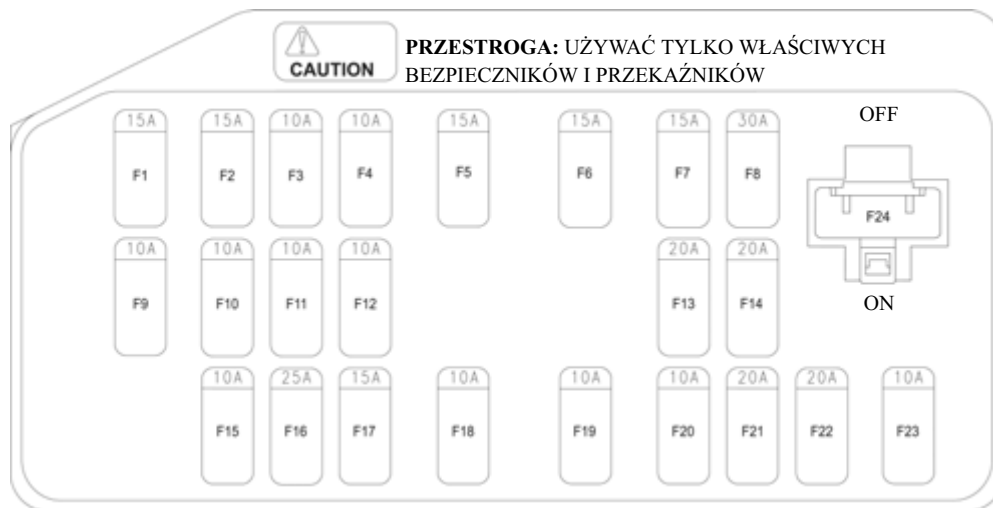 CAUTION
PRZESTROGA: UŻYWAĆ TYLKO WŁAŚCIWYCH
BEZPIECZNIKÓW I PRZEKAŹNIKÓW
15A 15A 10A 10A 15A 15A 15A 30A OFF
F1 F2 F3 F4 F5 F6 F7 F8
F24
10A 10A 10A 10A 20A 20A
F9 F10 F11 F12 F13 F14 ON
10A 25A 15A 10A 10A 10A 20A 20A 10A
F15 F16 F17 F18 F19 F20 F21 F22 F23